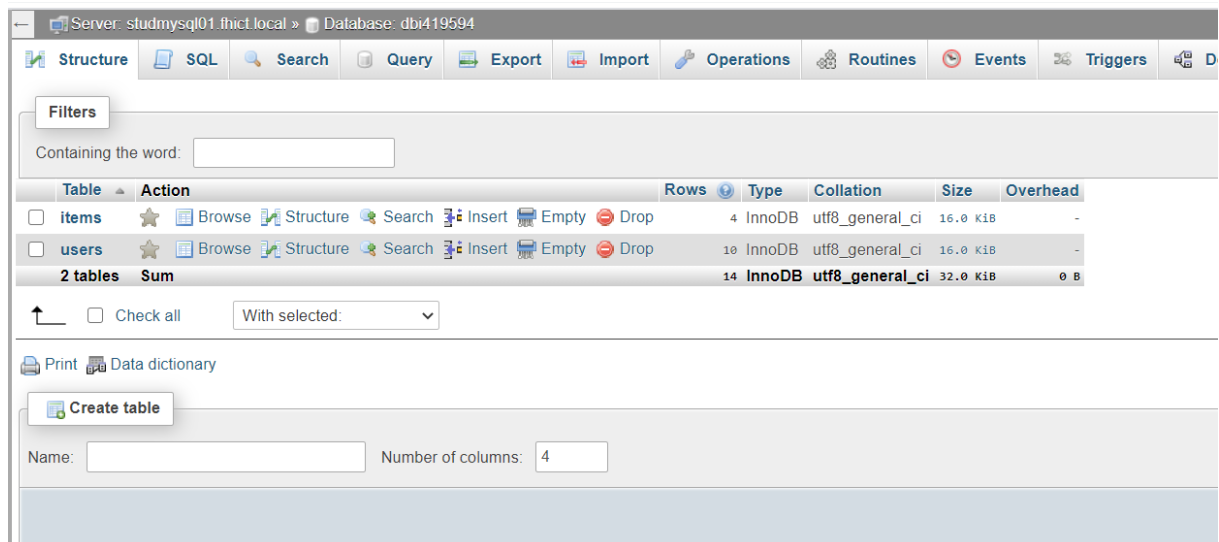 Server: studmysql01.fhict.local » Database: dbi419594
Structure SQL Search Query Export Import Operations Routines Events Triggers
Filters
Containing the word:
Table Action Rows Type Collation Size Overhead
items Browse Structure Search Insert Empty Drop 4 InnoDB utf8_general_ci 16.0 KiB -
users Browse Structure Search Insert Empty Drop 10 InnoDB utf8_general_ci 16.0 KiB -
2 tables Sum 14 InnoDB utf8_general_ci 32.0 KiB 0 B
Check all With selected:
Print Data dictionary
Create table
Name: Number of columns: 4